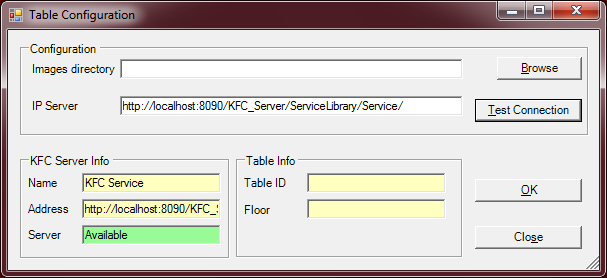 Table Configuration
Configuration
Images directory
Browse
IP Server
http://localhost:8090/KFC_Server/ServiceLibrary/Service/
Test Connection
KFC Server Info
Name
KFC Service
Address
http://localhost:8090/KFC_S
Server
Available
Table Info
Table ID
Floor
OK
Close